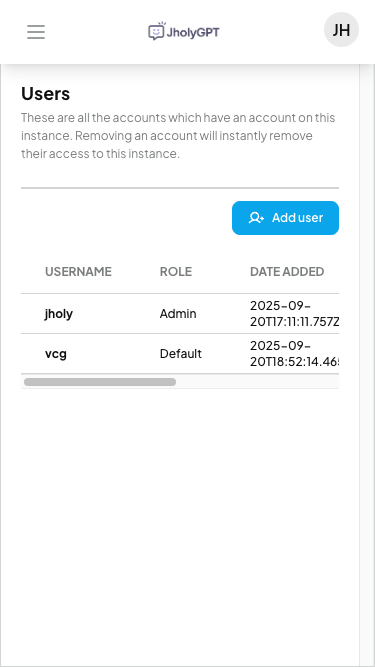 JholyGPT
JH
Users
These are all the accounts which have an account on this
instance. Removing an account will instantly remove
their access to this instance.
Add user
USERNAME ROLE DATE ADDED
jholy Admin 2025-09-
20T17:11:11.757Z
vcg Default 2025-09-
20T18:52:14.46